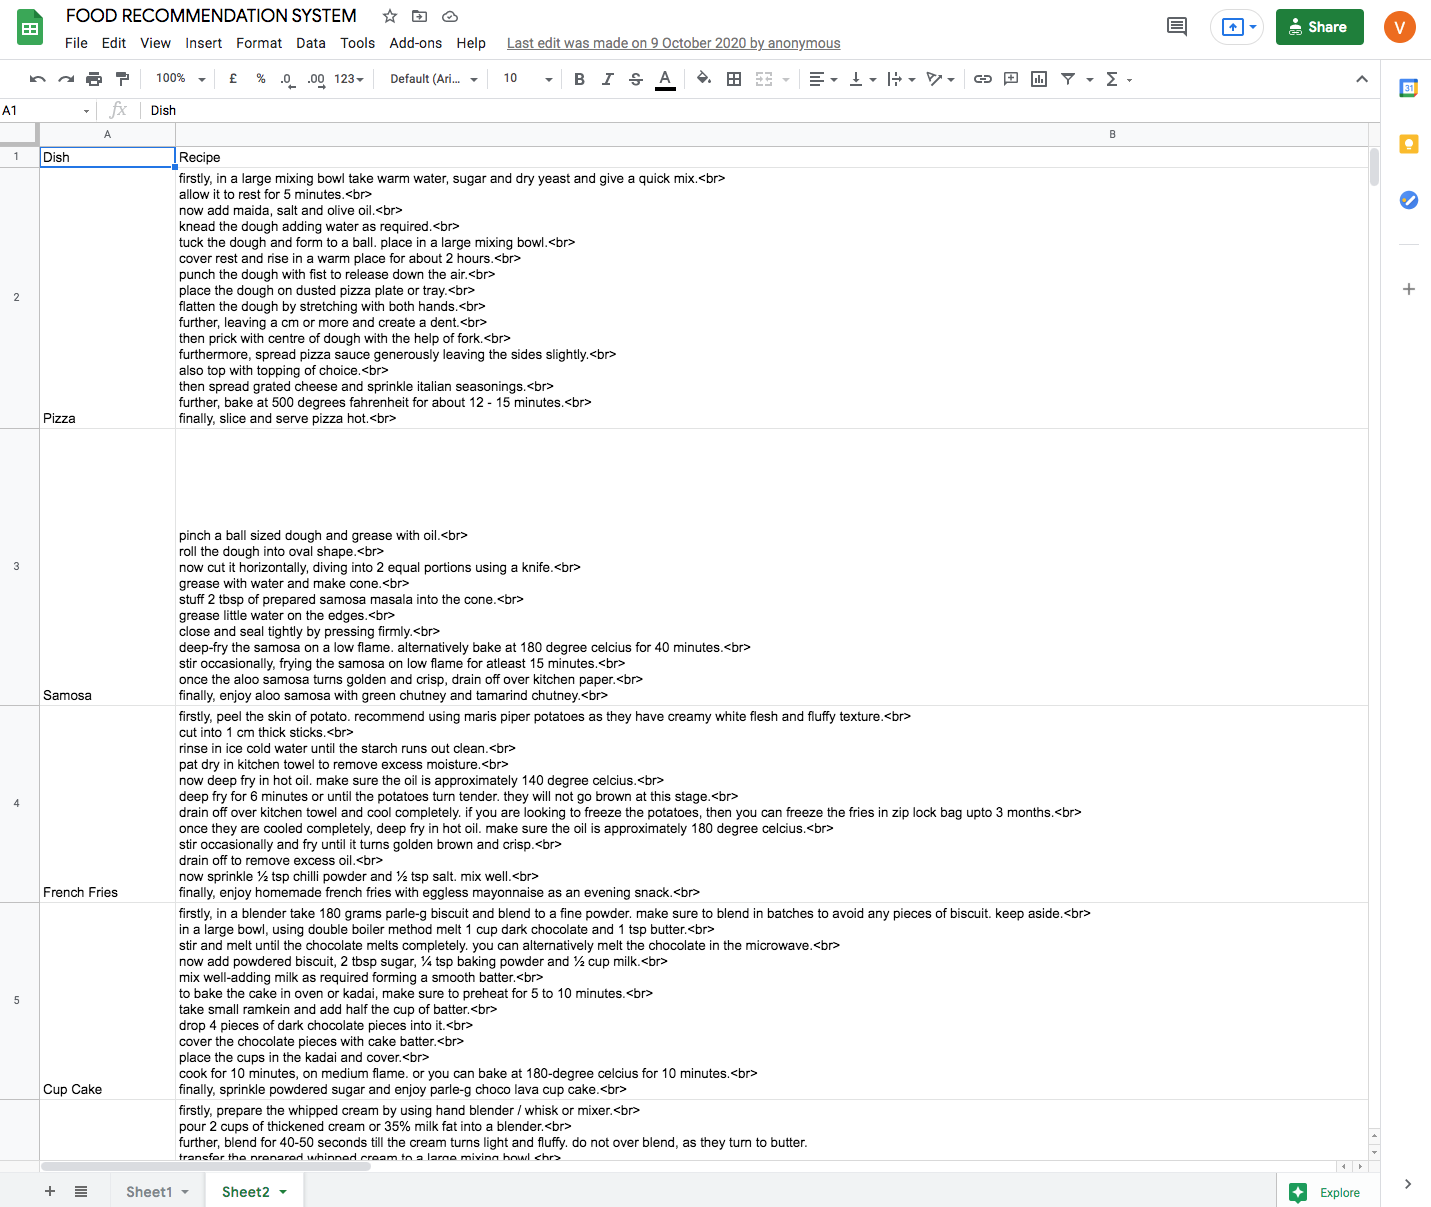 FOOD RECOMMENDATION SYSTEM
File Edit View Insert Format Data Tools Add-ons Help Last edit was made on 9 October 2020 by anonymous
Share
V
100% £ % .0 .00 123 Default (Ari... 10 B I S A Σ
31
A1 fx Dish
A B
1 Dish Recipe
firstly, in a large mixing bowl take warm water, sugar and dry yeast and give a quick mix.<br>
allow it to rest for 5 minutes.<br>
now add maida, salt and olive oil.<br>
knead the dough adding water as required.<br>
tuck the dough and form to a ball. place in a large mixing bowl.<br>
cover rest and rise in a warm place for about 2 hours.<br>
punch the dough with fist to release down the air.<br>
place the dough on dusted pizza plate or tray.<br>
2
flatten the dough by stretching with both hands.<br>
further, leaving a cm or more and create a dent.<br>
then prick with centre of dough with the help of fork.<br>
furthermore, spread pizza sauce generously leaving the sides slightly.<br>
also top with topping of choice.<br>
then spread grated cheese and sprinkle italian seasonings.<br>
further, bake at 500 degrees fahrenheit for about 12 - 15 minutes.<br>
Pizza finally, slice and serve pizza hot.<br>
pinch a ball sized dough and grease with oil.<br>
roll the dough into oval shape.<br>
3 now cut it horizontally, diving into 2 equal portions using a knife.<br>
grease with water and make cone.<br>
stuff 2 tbsp of prepared samosa masala into the cone.<br>
grease little water on the edges.<br>
close and seal tightly by pressing firmly.<br>
deep-fry the samosa on a low flame. alternatively bake at 180 degree celcius for 40 minutes.<br>
stir occasionally, frying the samosa on low flame for atleast 15 minutes.<br>
once the aloo samosa turns golden and crisp, drain off over kitchen paper.<br>
Samosa finally, enjoy aloo samosa with green chutney and tamarind chutney.<br>
firstly, peel the skin of potato. recommend using maris piper potatoes as they have creamy white flesh and fluffy texture.<br>
cut into 1 cm thick sticks.<br>
rinse in ice cold water until the starch runs out clean.<br>
pat dry in kitchen towel to remove excess moisture.<br>
now deep fry in hot oil. make sure the oil is approximately 140 degree celcius.<br>
deep fry for 6 minutes or until the potatoes turn tender. they will not go brown at this stage.<br>
4 drain off over kitchen towel and cool completely. if you are looking to freeze the potatoes, then you can freeze the fries in zip lock bag upto 3 months.<br>
once they are cooled completely, deep fry in hot oil. make sure the oil is approximately 180 degree celcius.<br>
stir occasionally and fry until it turns golden brown and crisp.<br>
drain off to remove excess oil.<br>
now sprinkle ½ tsp chilli powder and ½ tsp salt. mix well.<br>
French Fries finally, enjoy homemade french fries with eggless mayonnaise as an evening snack.<br>
firstly, in a blender take 180 grams parle-g biscuit and blend to a fine powder. make sure to blend in batches to avoid any pieces of biscuit. keep aside.<br>
in a large bowl, using double boiler method melt 1 cup dark chocolate and 1 tsp butter.<br>
stir and melt until the chocolate melts completely. you can alternatively melt the chocolate in the microwave.<br>
now add powdered biscuit, 2 tbsp sugar, ¼ tsp baking powder and ½ cup milk.<br>
mix well-adding milk as required forming a smooth batter.<br>
5 to bake the cake in oven or kadai, make sure to preheat for 5 to 10 minutes.<br>
take small ramkein and add half the cup of batter.<br>
drop 4 pieces of dark chocolate pieces into it.<br>
cover the chocolate pieces with cake batter.<br>
place the cups in the kadai and cover.<br>
cook for 10 minutes, on medium flame. or you can bake at 180-degree celcius for 10 minutes.<br>
Cup Cake finally, sprinkle powdered sugar and enjoy parle-g choco lava cup cake.<br>
firstly, prepare the whipped cream by using hand blender / whisk or mixer.<br>
pour 2 cups of thickened cream or 35% milk fat into a blender.<br>
further, blend for 40-50 seconds till the cream turns light and fluffy. do not over blend, as they turn to butter.
transfer the prepared whipped cream to a large mixing bowl.<br>
Sheet1 Sheet2 Explore